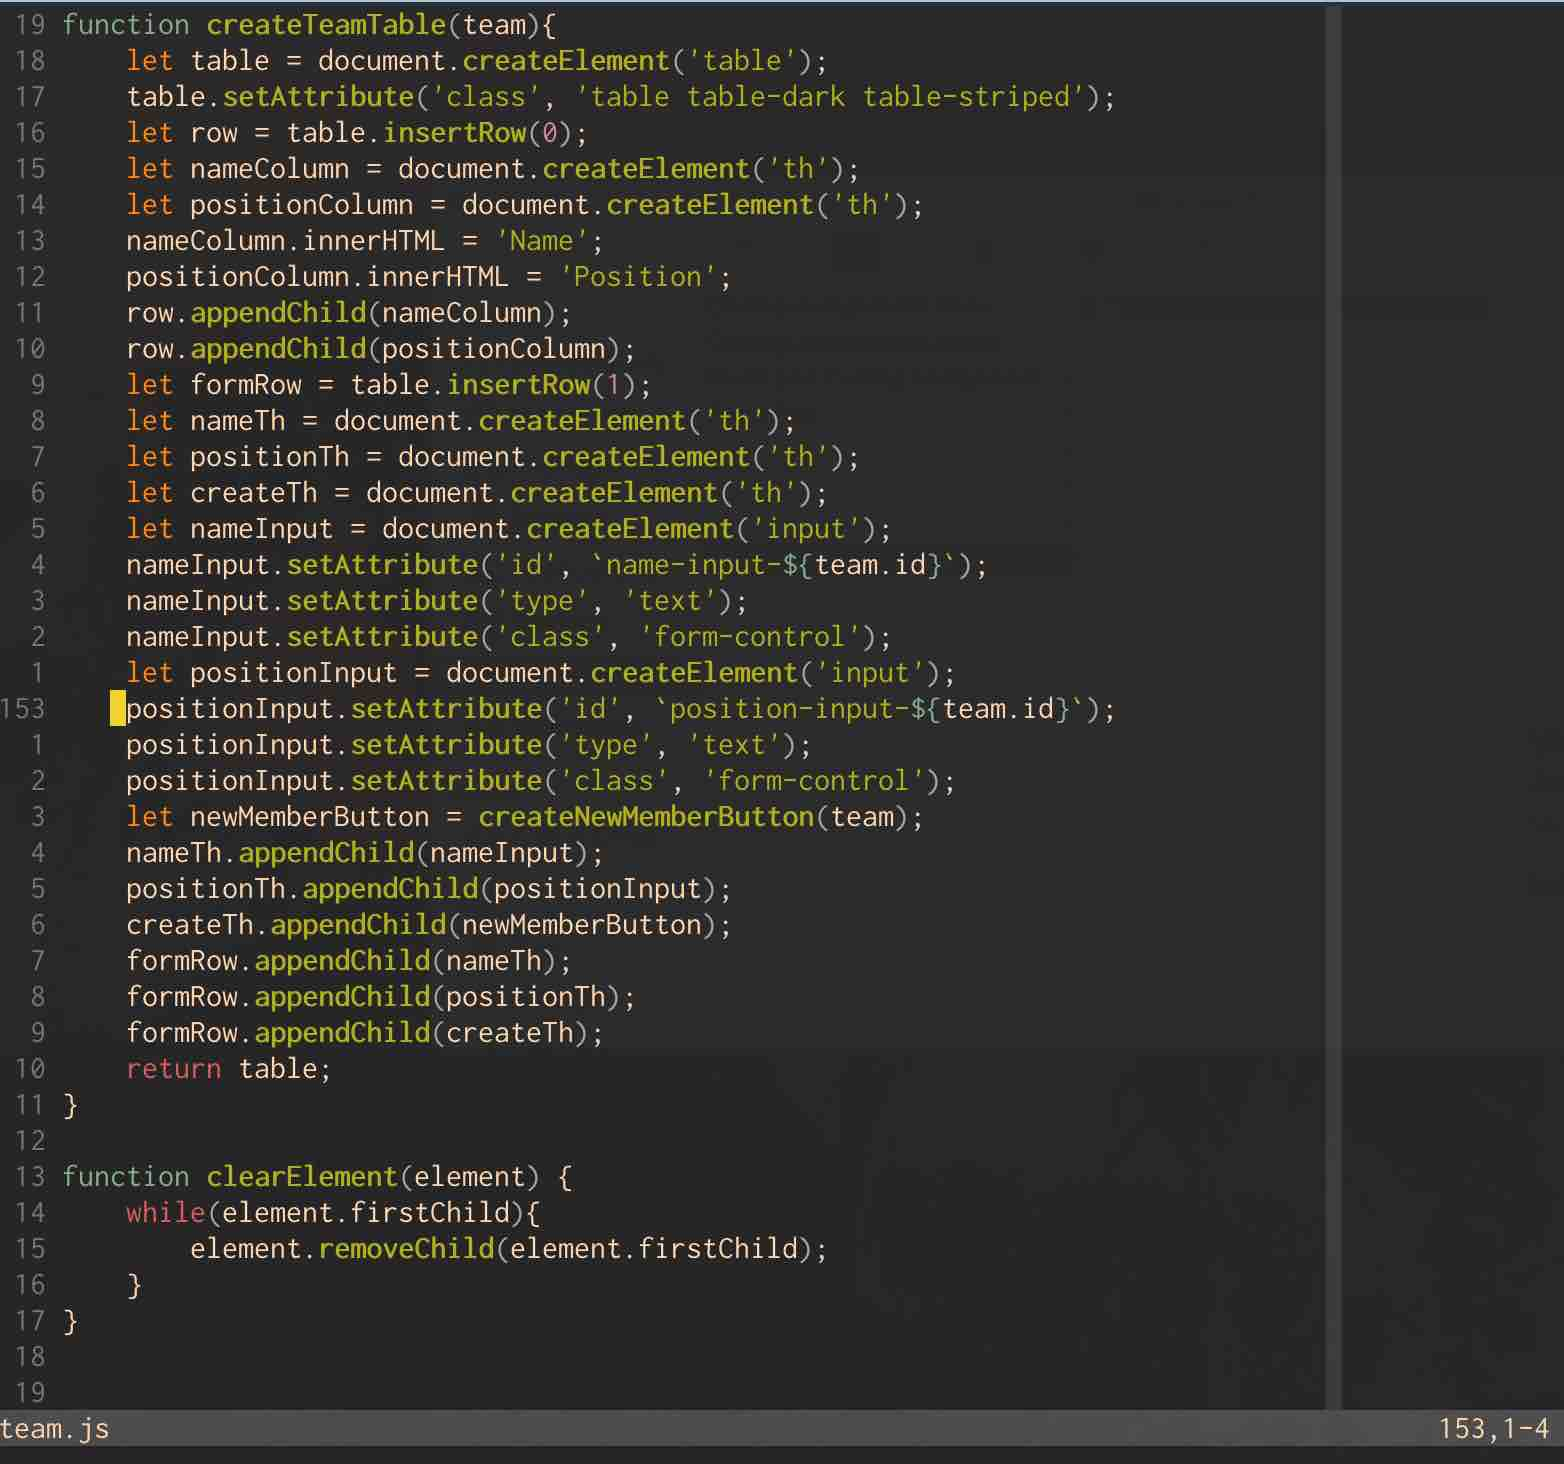 19 function createTeamTable(team){
18     let table = document.createElement('table');
17     table.setAttribute('class', 'table table-dark table-striped');
16     let row = table.insertRow(0);
15     let nameColumn = document.createElement('th');
14     let positionColumn = document.createElement('th');
13     nameColumn.innerHTML = 'Name';
12     positionColumn.innerHTML = 'Position';
11     row.appendChild(nameColumn);
10     row.appendChild(positionColumn);
9     let formRow = table.insertRow(1);
8     let nameTh = document.createElement('th');
7     let positionTh = document.createElement('th');
6     let createTh = document.createElement('th');
5     let nameInput = document.createElement('input');
4     nameInput.setAttribute('id', `name-input-${team.id}`);
3     nameInput.setAttribute('type', 'text');
2     nameInput.setAttribute('class', 'form-control');
1     let positionInput = document.createElement('input');
153     positionInput.setAttribute('id', `position-input-${team.id}`);
1     positionInput.setAttribute('type', 'text');
2     positionInput.setAttribute('class', 'form-control');
3     let newMemberButton = createNewMemberButton(team);
4     nameTh.appendChild(nameInput);
5     positionTh.appendChild(positionInput);
6     createTh.appendChild(newMemberButton);
7     formRow.appendChild(nameTh);
8     formRow.appendChild(positionTh);
9     formRow.appendChild(createTh);
10     return table;
11 }
12
13 function clearElement(element) {
14     while(element.firstChild){
15         element.removeChild(element.firstChild);
16     }
17 }
18
19
team.js 153,1-4